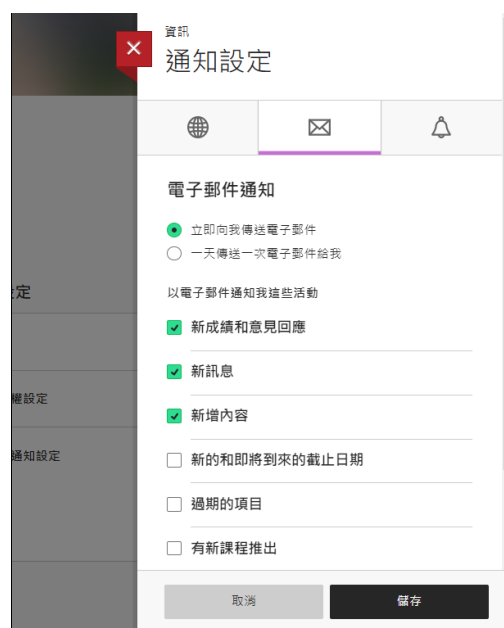 資訊
通知設定
電子郵件通知
立即向我傳送電子郵件
一天傳送一次電子郵件給我
以電子郵件通知我這些活動
新成績和意見回應
新訊息
新增內容
新的和即將到來的截止日期
過期的項目
有新課程推出
取消
儲存
定
權設定
通知設定